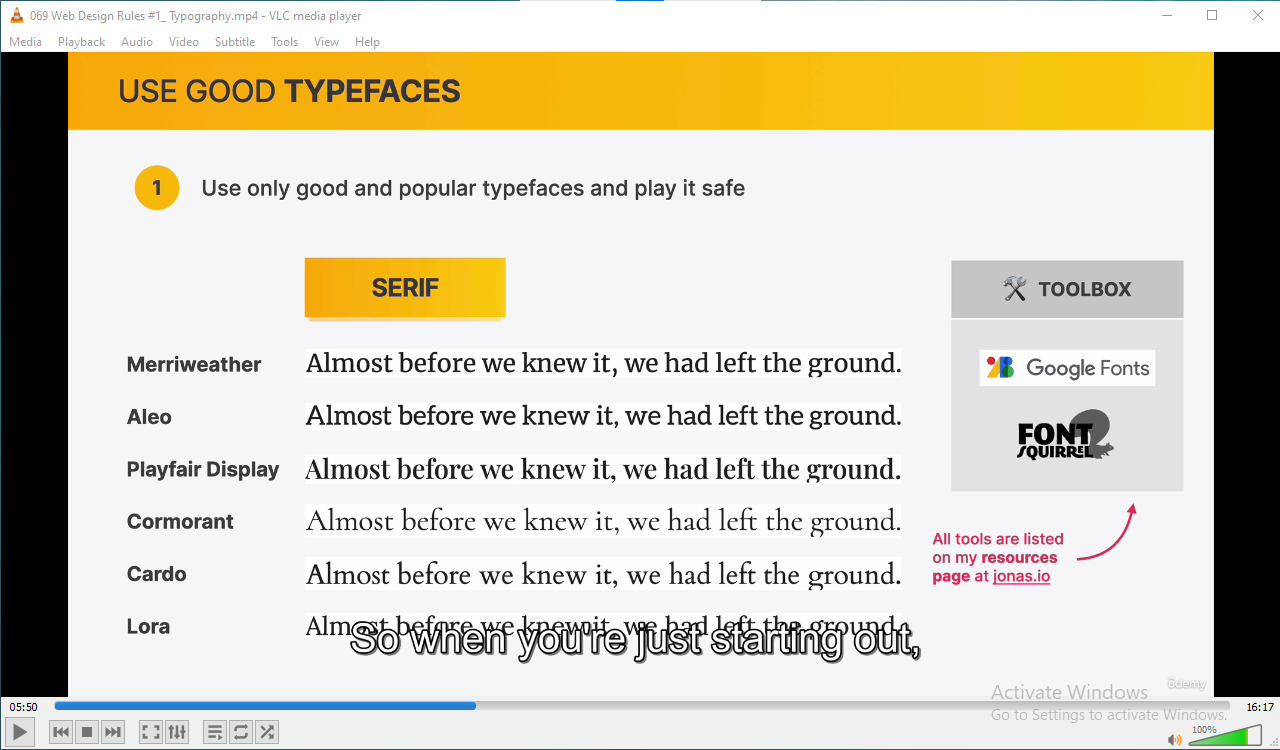 069 Web Design Rules #1_ Typography.mp4 - VLC media player
Media Playback Audio Video Subtitle Tools View Help
USE GOOD TYPEFACES
1 Use only good and popular typefaces and play it safe
SERIF
TOOLBOX
Merriweather Almost before we knew it, we had left the ground.
Google Fonts
Aleo Almost before we knew it, we had left the ground.
FONT
SQUIRREL
Playfair Display Almost before we knew it, we had left the ground.
Cormorant Almost before we knew it, we had left the ground.
All tools are listed
on my resources
page at jonas.io
Cardo Almost before we knew it, we had left the ground.
Lora Almost before we knew it, we had left the ground.
So when you're just starting out,
ûdemy
Activate Windows
Go to Settings to activate Windows.
05:50 16:17
100%